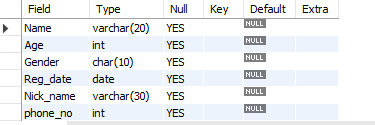 Field Type Null Key Default Extra
Name varchar(20) YES NULL
Age int YES NULL
Gender char(10) YES NULL
Reg_date date YES NULL
Nick_name varchar(30) YES NULL
phone_no int YES NULL